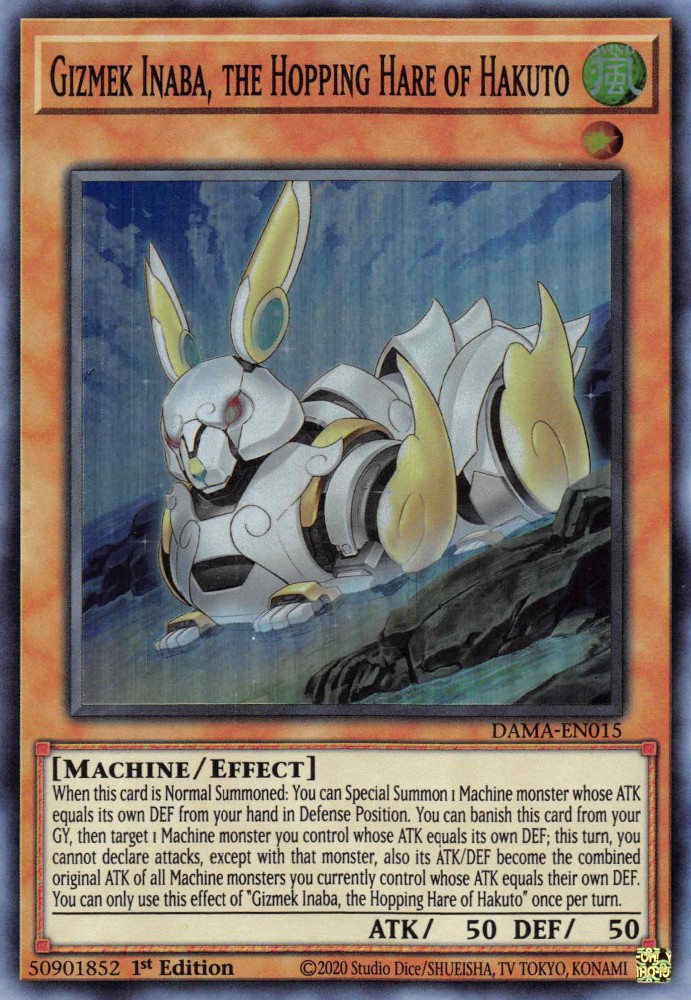 GIZMEK INABA, THE HOPPING HARE OF HAKUTO
WIND
風
DAMA-EN015
[MACHINE/EFFECT]
When this card is Normal Summoned: You can Special Summon 1 Machine monster whose ATK
equals its own DEF from your hand in Defense Position. You can banish this card from your
GY, then target 1 Machine monster you control whose ATK equals its own DEF; this turn, you
cannot declare attacks, except with that monster, also its ATK/DEF become the combined
original ATK of all Machine monsters you currently control whose ATK equals their own DEF.
You can only use this effect of "Gizmek Inaba, the Hopping Hare of Hakuto" once per turn.
ATK/ 50 DEF/ 50
50901852 1st Edition ©2020 Studio Dice/SHUEISHA, TV TOKYO, KONAMI